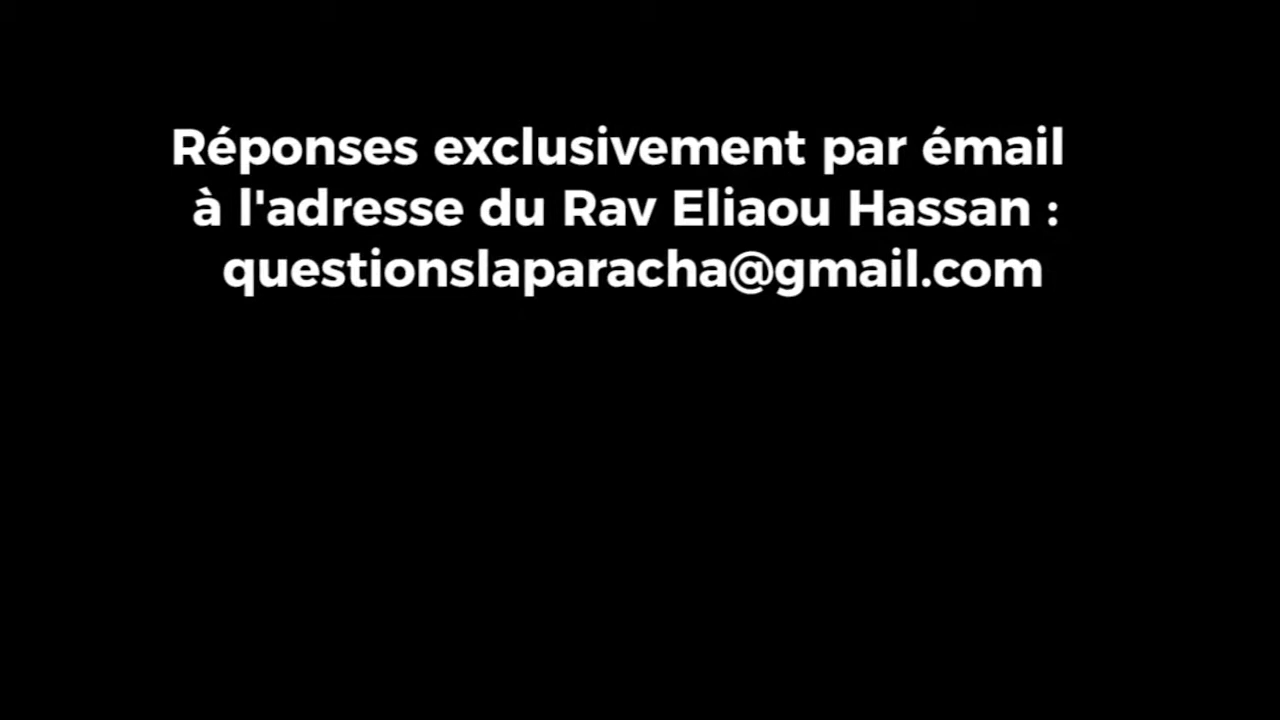 Réponses exclusivement par émail
à l'adresse du Rav Eliaou Hassan :
questionslaparacha@gmail.com